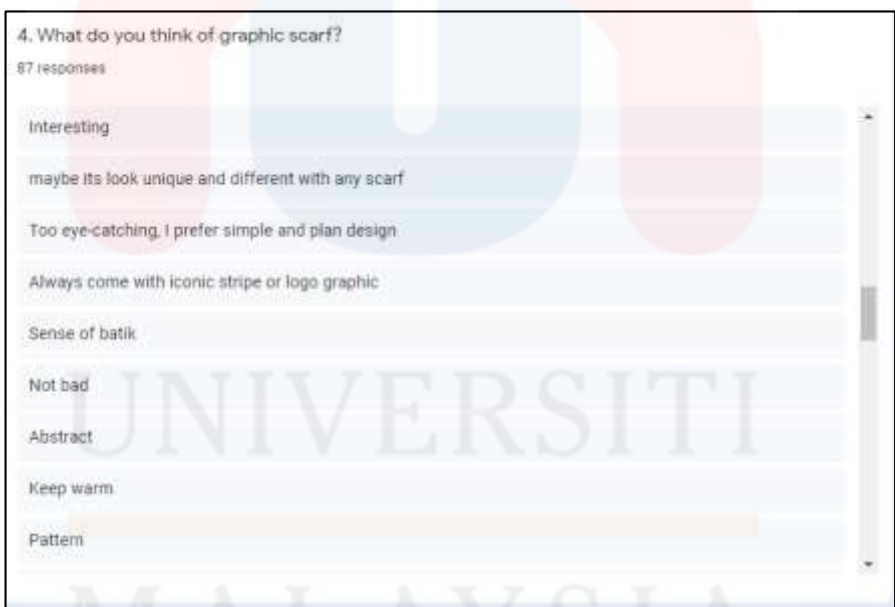 4. What do you think of graphic scarf?
87 responses
Interesting
maybe its look unique and different with any scarf
Too eye-catching, I prefer simple and plan design
Always come with iconic stripe or logo graphic
Sense of batik
Not bad
Abstract
Keep warm
Pattern
UNIVERSITI
MALAYSIA